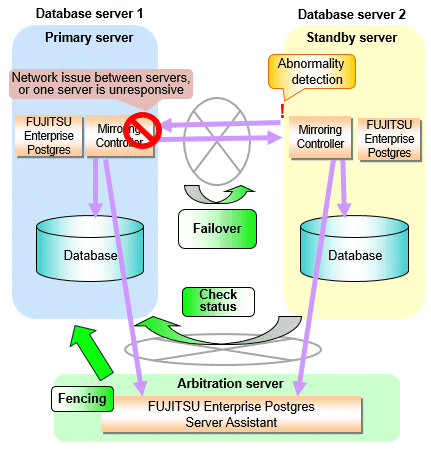 Database server 1
Database server 2
Primary server
Standby server
Network issue between servers,
or one server is unresponsive
Abnormality
detection
!
FUJITSU
Enterprise
Postgres
Mirroring
Controller
Mirroring
Controller
FUJITSU
Enterprise
Postgres
Failover
Database
Database
Check
status
Arbitration server
Fencing
FUJITSU Enterprise Postgres
Server Assistant